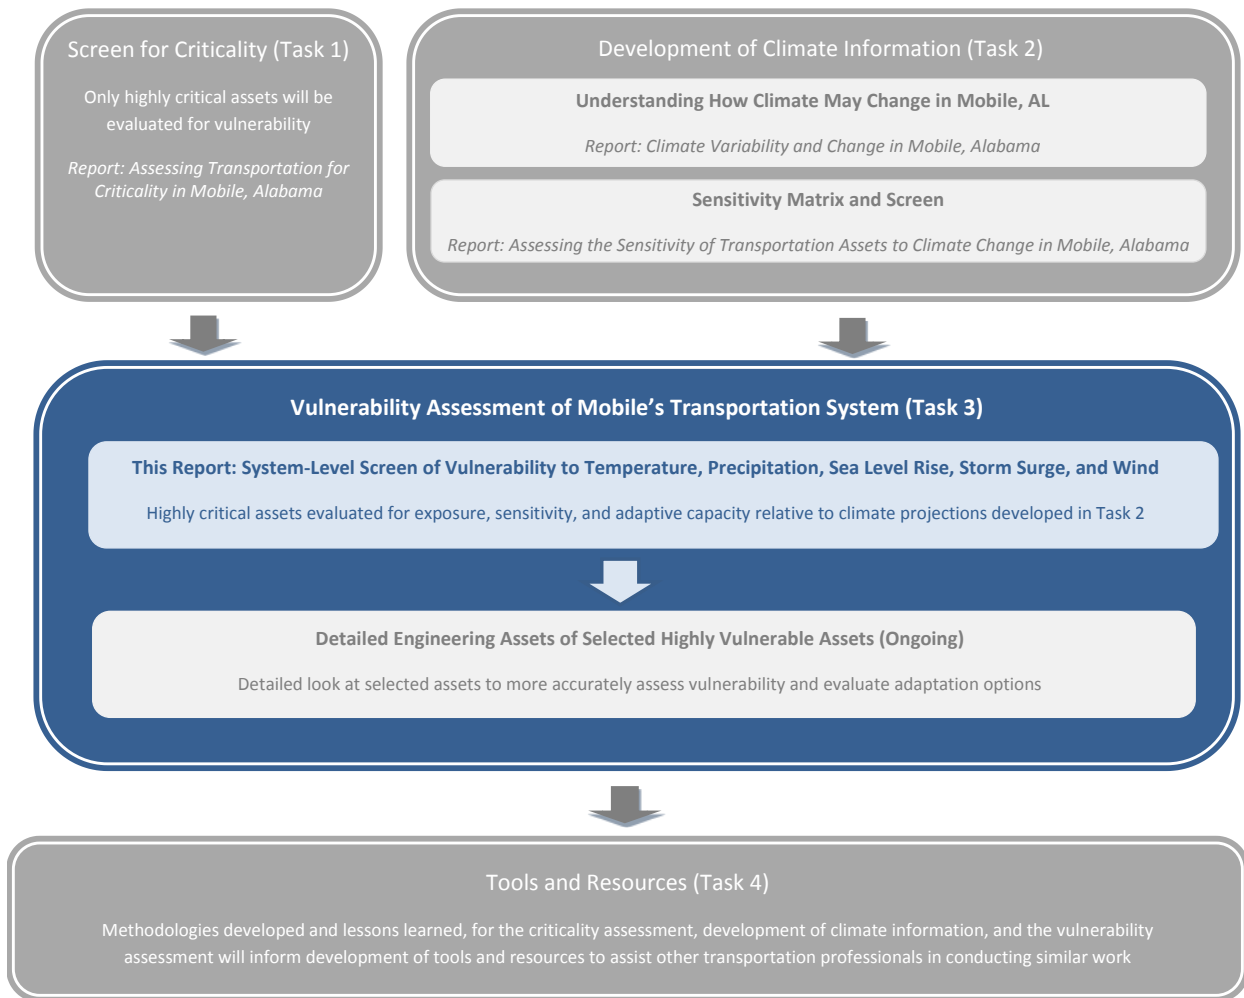 Screen for Criticality (Task 1)
Only highly critical assets will be
evaluated for vulnerability
Report: Assessing Transportation for
Criticality in Mobile, Alabama
Development of Climate Information (Task 2)
Understanding How Climate May Change in Mobile, AL
Report: Climate Variability and Change in Mobile, Alabama
Sensitivity Matrix and Screen
Report: Assessing the Sensitivity of Transportation Assets to Climate Change in Mobile, Alabama
Vulnerability Assessment of Mobile’s Transportation System (Task 3)
This Report: System-Level Screen of Vulnerability to Temperature, Precipitation, Sea Level Rise, Storm Surge, and Wind
Highly critical assets evaluated for exposure, sensitivity, and adaptive capacity relative to climate projections developed in Task 2
Detailed Engineering Assets of Selected Highly Vulnerable Assets (Ongoing)
Detailed look at selected assets to more accurately assess vulnerability and evaluate adaptation options
Tools and Resources (Task 4)
Methodologies developed and lessons learned, for the criticality assessment, development of climate information, and the vulnerability
assessment will inform development of tools and resources to assist other transportation professionals in conducting similar work